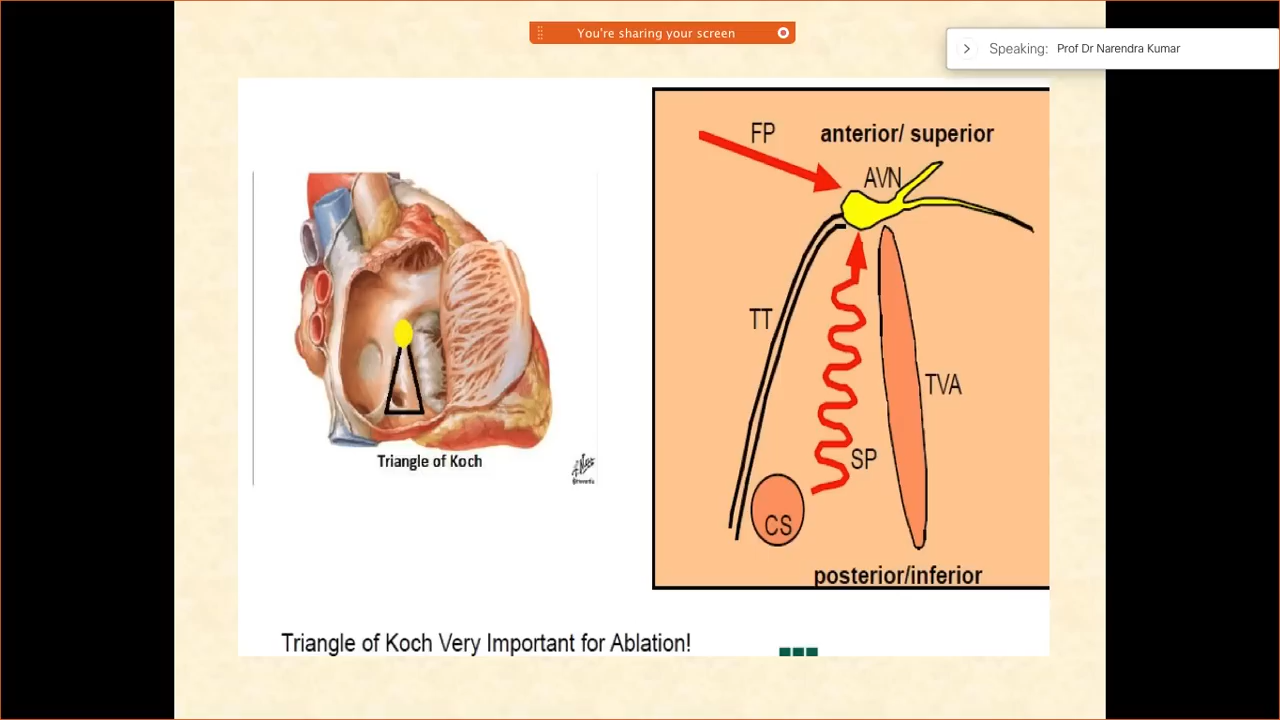 You're sharing your screen
Speaking: Prof Dr Narendra Kumar
FP
anterior/ superior
AVN
TT
TVA
SP
CS
posterior/inferior
Triangle of Koch
Triangle of Koch Very Important for Ablation!